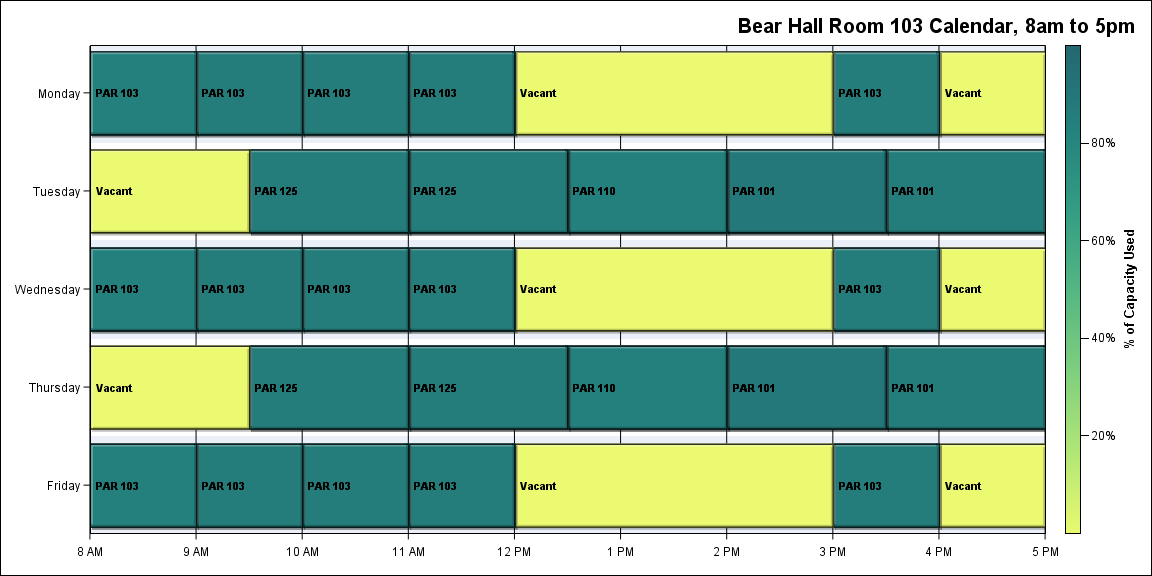 Bear Hall Room 103 Calendar, 8am to 5pm
Monday PAR 103 PAR 103 PAR 103 PAR 103 Vacant PAR 103 Vacant
80%
Tuesday Vacant PAR 125 PAR 125 PAR 110 PAR 101 PAR 101
60%
% of Capacity Used
Wednesday PAR 103 PAR 103 PAR 103 PAR 103 Vacant PAR 103 Vacant
40%
Thursday Vacant PAR 125 PAR 125 PAR 110 PAR 101 PAR 101
20%
Friday PAR 103 PAR 103 PAR 103 PAR 103 Vacant PAR 103 Vacant
8 AM 9 AM 10 AM 11 AM 12 PM 1 PM 2 PM 3 PM 4 PM 5 PM